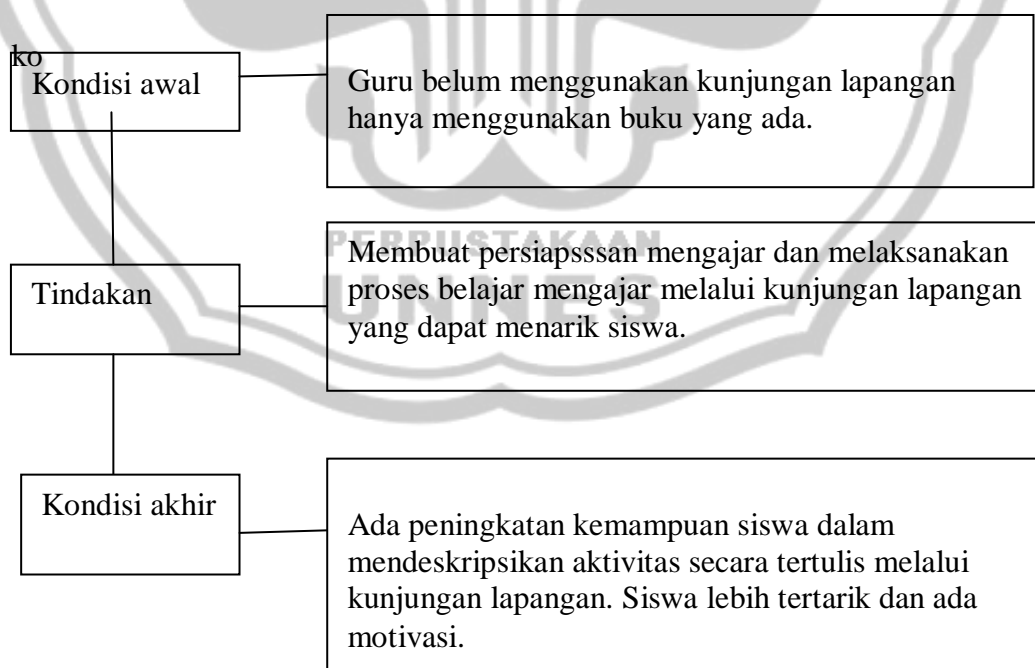 ko
Kondisi awal
Guru belum menggunakan kunjungan lapangan
hanya menggunakan buku yang ada.
PERPUSTAKAAN
UNNES
Tindakan
Membuat persiapssssan mengajar dan melaksanakan
proses belajar mengajar melalui kunjungan lapangan
yang dapat menarik siswa.
Kondisi akhir
Ada peningkatan kemampuan siswa dalam
mendeskripsikan aktivitas secara tertulis melalui
kunjungan lapangan. Siswa lebih tertarik dan ada
motivasi.